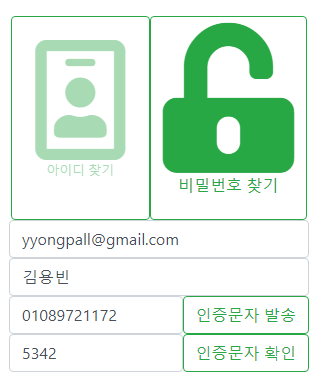 아이디 찾기
비밀번호 찾기
yyongpall@gmail.com
김용빈
01089721172 인증문자 발송
5342 인증문자 확인